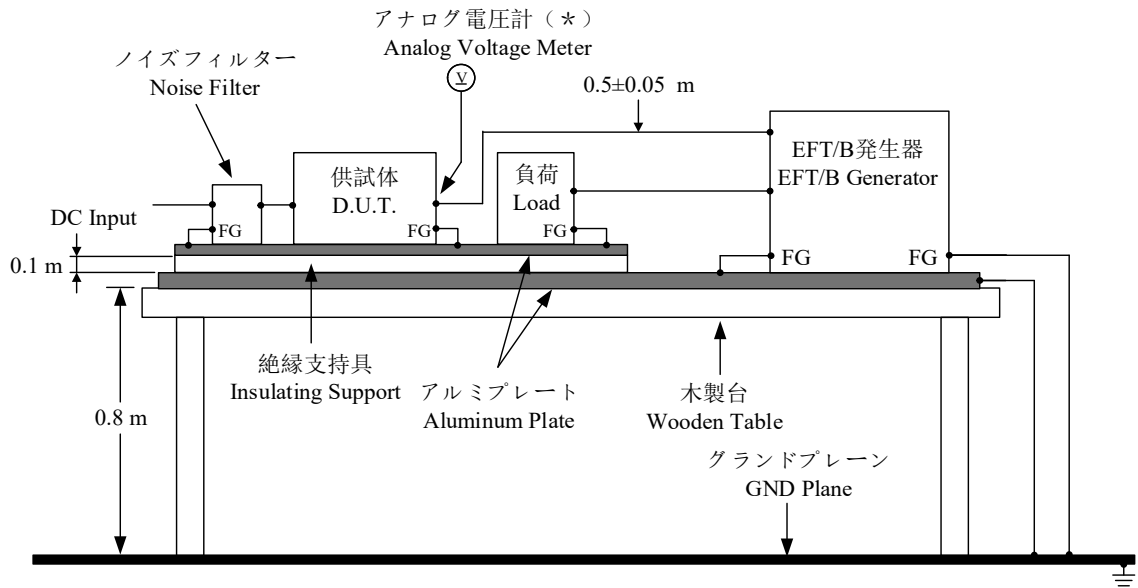 アナログ電圧計（＊）
Analog Voltage Meter
V
ノイズフィルター
Noise Filter
0.5±0.05 m
EFT/B発生器
EFT/B Generator
供試体
D.U.T.
負荷
Load
DC Input
FG
FG
FG
FG
FG
0.1 m
絶縁支持具
Insulating Support
アルミプレート
Aluminum Plate
木製台
Wooden Table
0.8 m
グランドプレーン
GND Plane